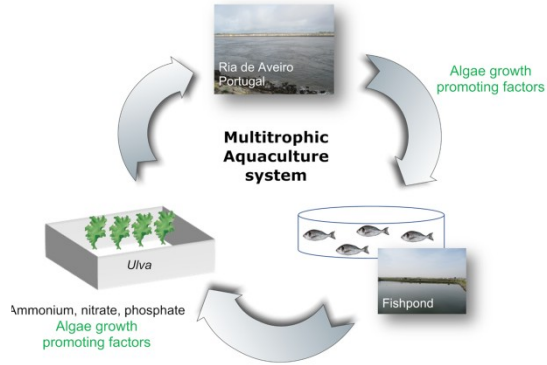 Ria de Aveiro
Portugal
Algae growth
promoting factors
Multitrophic
Aquaculture
system
Ulva
Fishpond
Ammonium, nitrate, phosphate
Algae growth
promoting factors